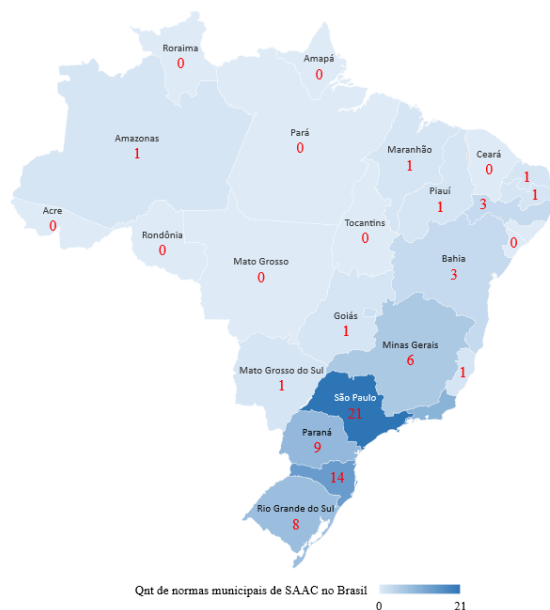 Roraima
0
Amapá
0
Amazonas
1
Pará
0
Maranhão
1
Ceará
0
1
1
Piauí
1
3
Acre
0
Rondônia
0
Tocantins
0
0
Mato Grosso
0
Bahia
3
Goiás
1
Minas Gerais
6
1
Mato Grosso do Sul
1
São Paulo
21
Paraná
9
14
Rio Grande do Sul
8
Qnt de normas municipais de SAAC no Brasil
0 21